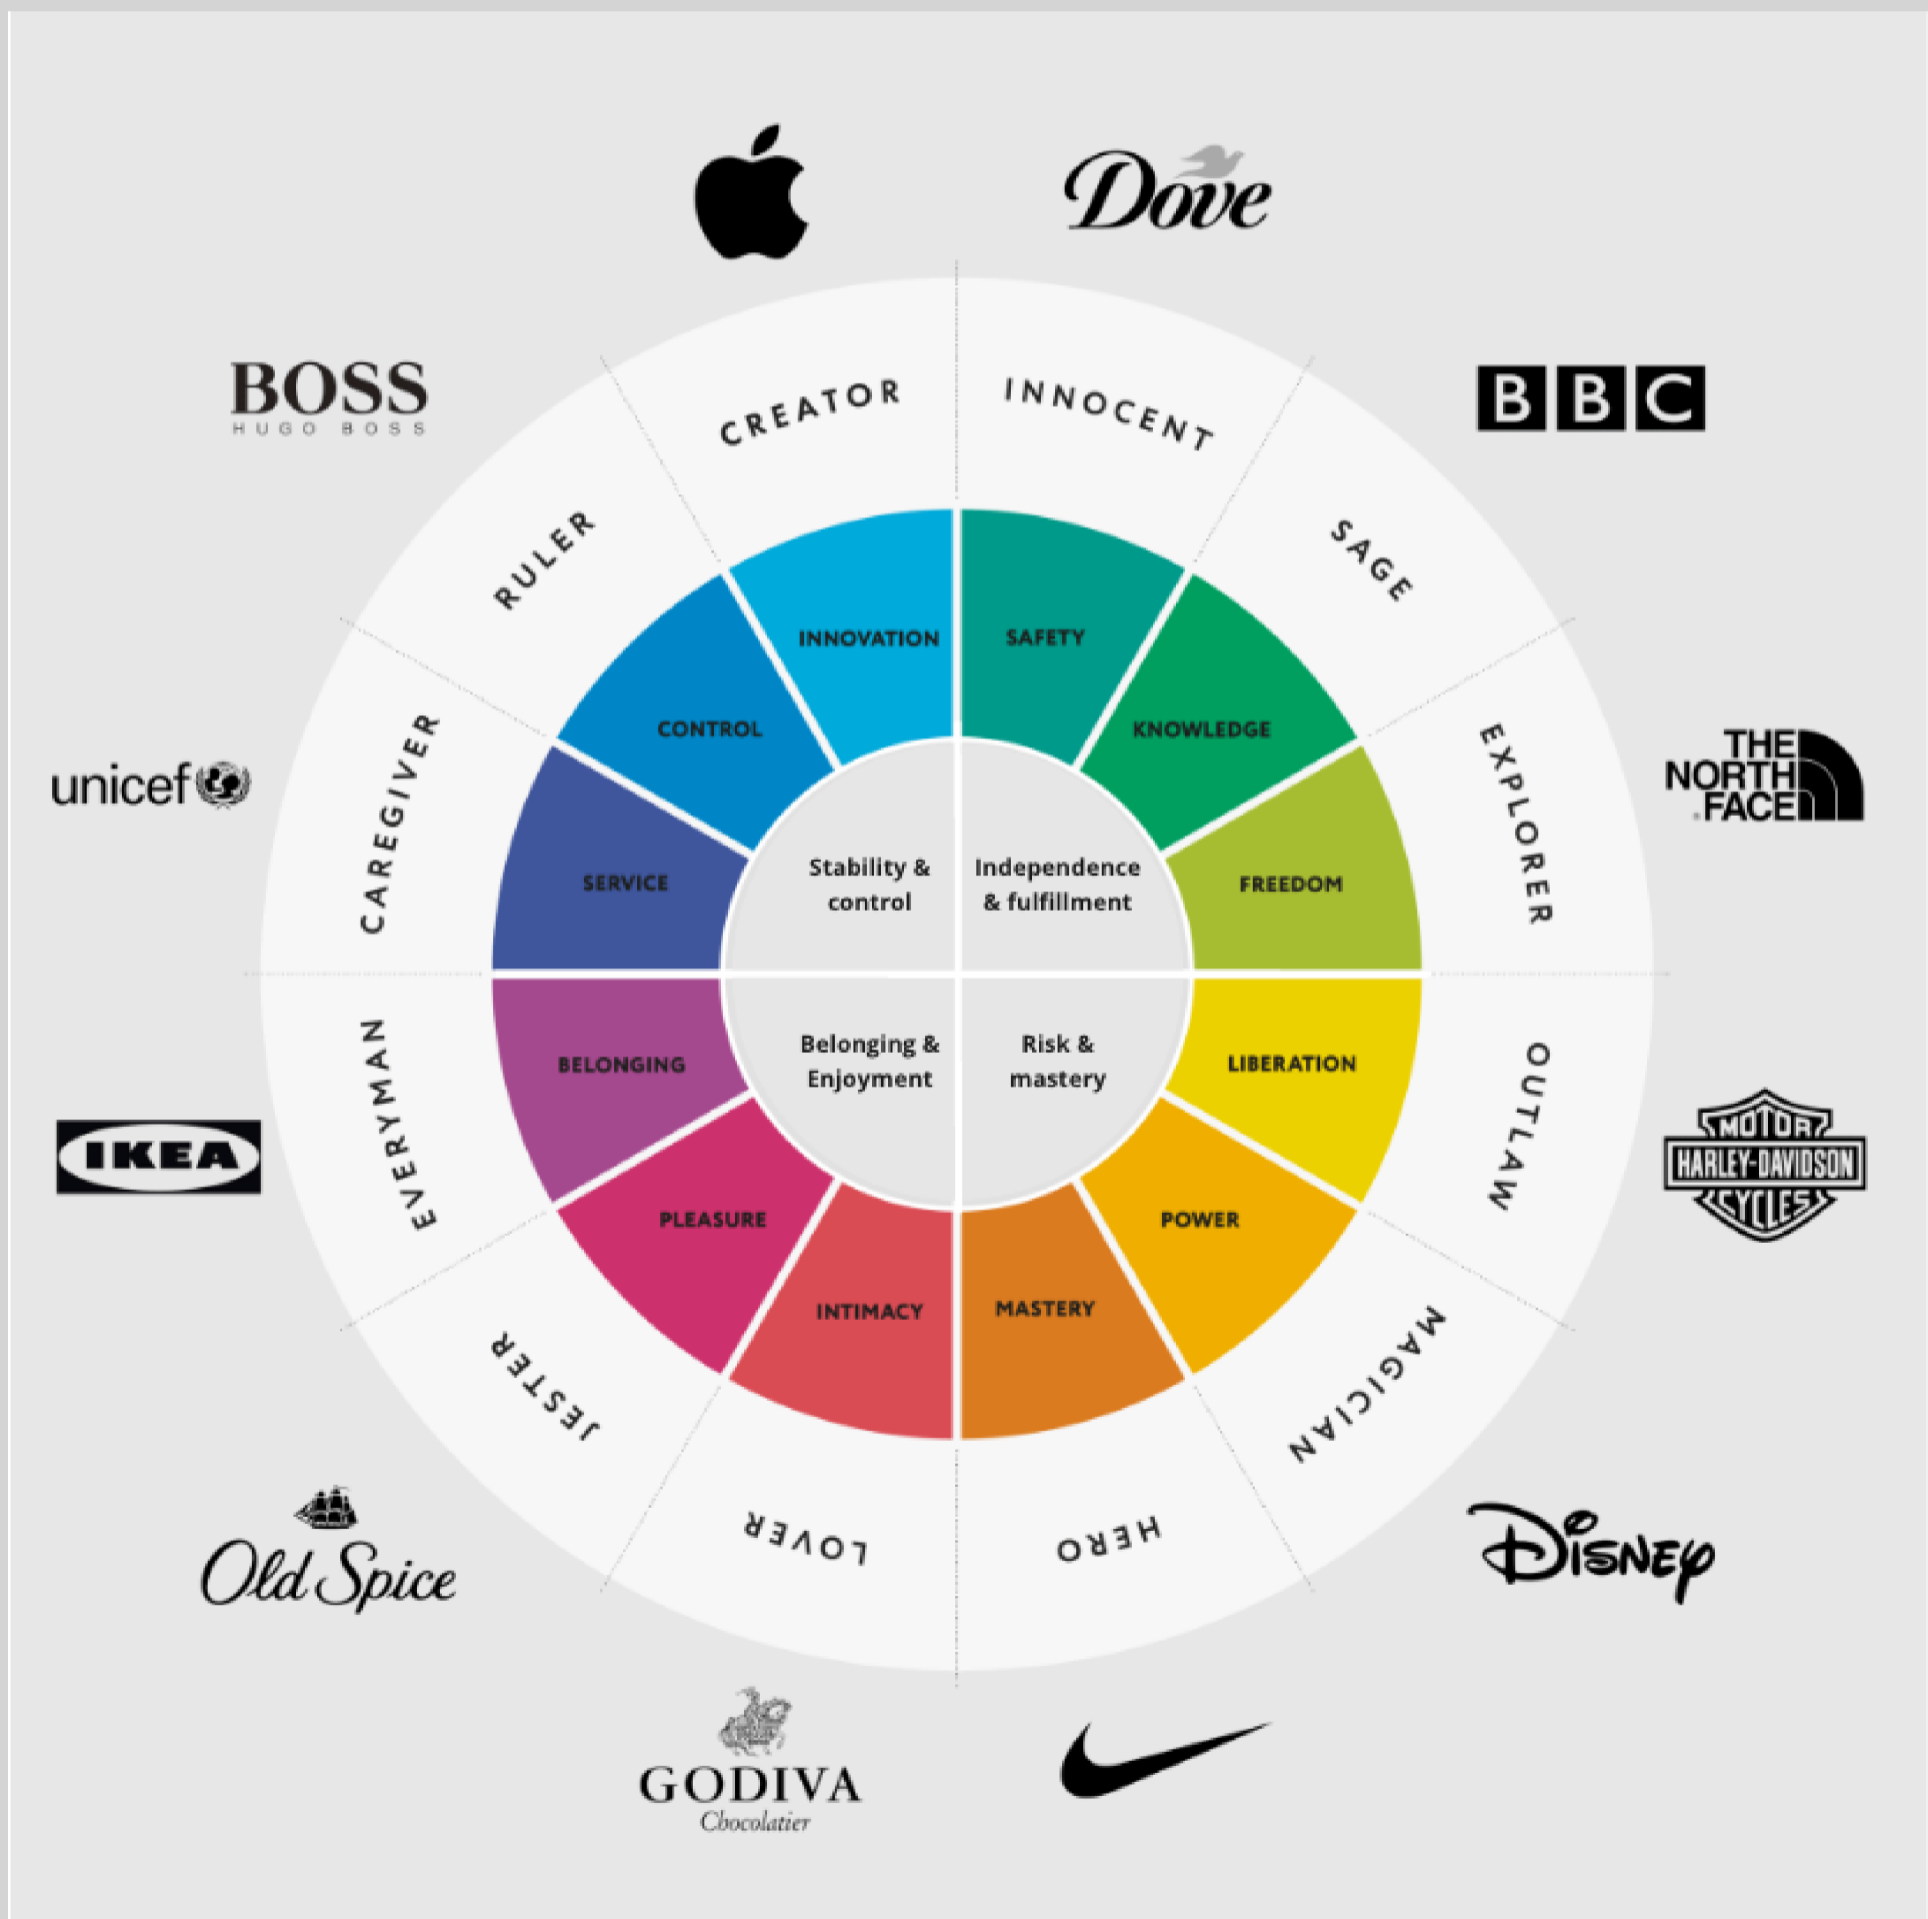 Dove
BOSS
HUGO BOSS
BBC
CREATOR
INNOCENT
RULER
SAGE
INNOVATION
SAFETY
CONTROL
KNOWLEDGE
CAREGIVER
EXPLORER
unicef
THE
NORTH
FACE
SERVICE
Stability &
control
Independence
& fulfillment
FREEDOM
EVERYMAN
BELONGING
Belonging &
Enjoyment
Risk &
mastery
LIBERATION
OUTLAW
IKEA
MOTOR
HARLEY-DAVIDSON
CYCLES
PLEASURE
POWER
INTIMACY
MASTERY
JESTER
MAGICIAN
LOVER
HERO
Old Spice
DISNEY
GODIVA
Chocolatier